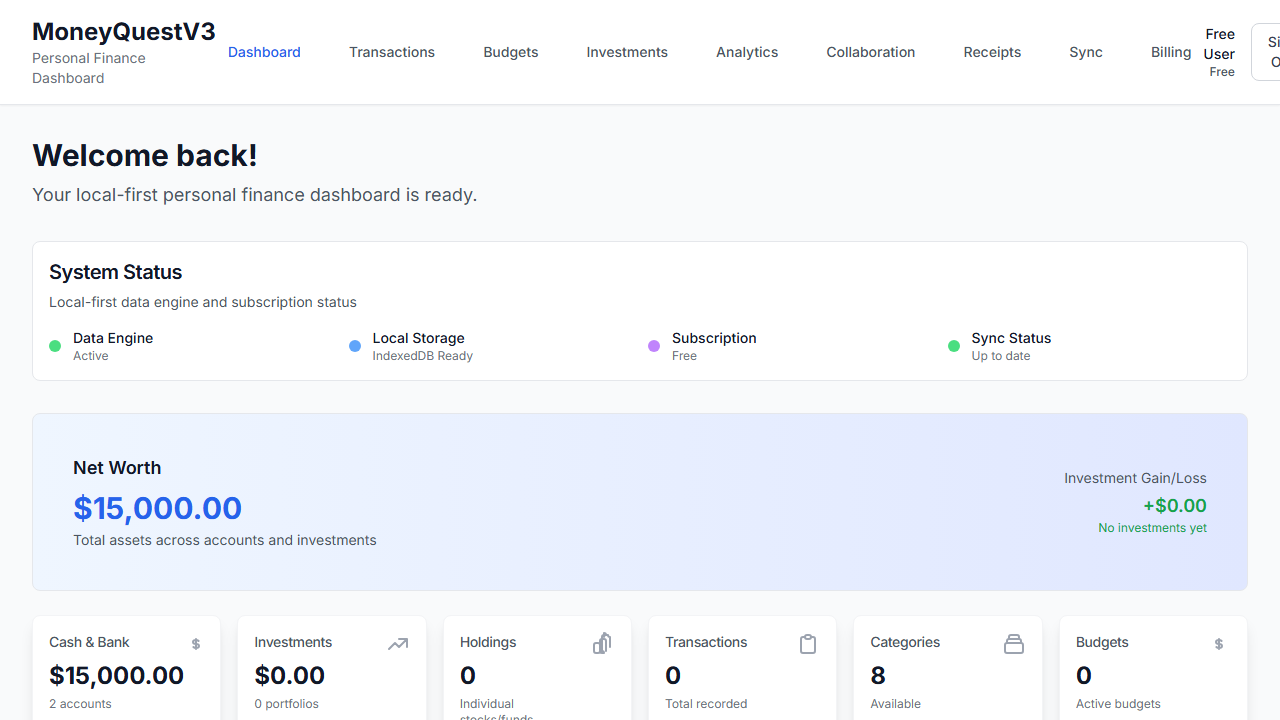 MoneyQuestV3
Personal Finance
Dashboard
Dashboard
Transactions
Budgets
Investments
Analytics
Collaboration
Receipts
Sync
Billing
Free
User
Free
Welcome back!
Your local-first personal finance dashboard is ready.
System Status
Local-first data engine and subscription status
Data Engine
Active
Local Storage
IndexedDB Ready
Subscription
Free
Sync Status
Up to date
Net Worth
$15,000.00
Total assets across accounts and investments
Investment Gain/Loss
+$0.00
No investments yet
Cash & Bank
$
$15,000.00
2 accounts
Investments
$0.00
0 portfolios
Holdings
0
Individual
stocks/funds
Transactions
0
Total recorded
Categories
8
Available
Budgets
$
0
Active budgets